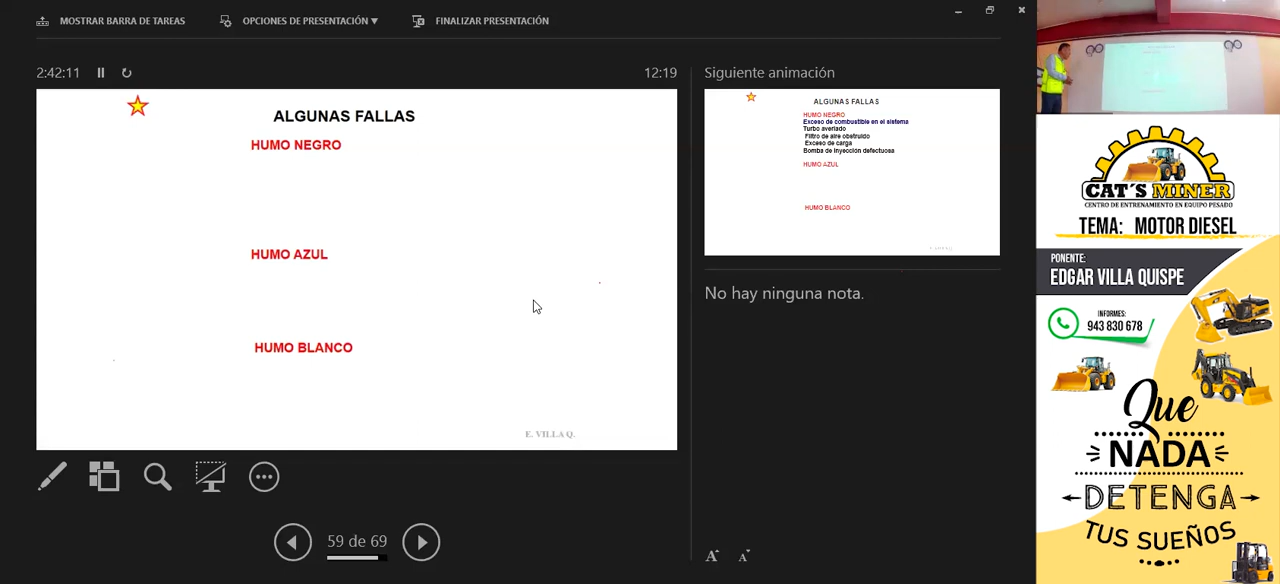 MOSTRAR BARRA DE TAREAS
OPCIONES DE PRESENTACIÓN ▼
FINALIZAR PRESENTACIÓN
2:42:11
12:19
ALGUNAS FALLAS
HUMO NEGRO
HUMO AZUL
HUMO BLANCO
E. VILLA Q.
59 de 69
Siguiente animación
ALGUNAS FALLAS
HUMO NEGRO
Exceso de combustible en el sistema
Turbo averiado
Filtro de aire obstruido
Exceso de carga
Bomba de inyección defectuosa
HUMO AZUL
HUMO BLANCO
No hay ninguna nota.
CAT´S MINER
CENTRO DE ENTRENAMIENTO EN EQUIPO PESADO
TEMA: MOTOR DIESEL
PONENTE:
EDGAR VILLA QUISPE
INFORMES:
943 830 678
Que
NADA
DETENGA
TUS SUEÑOS